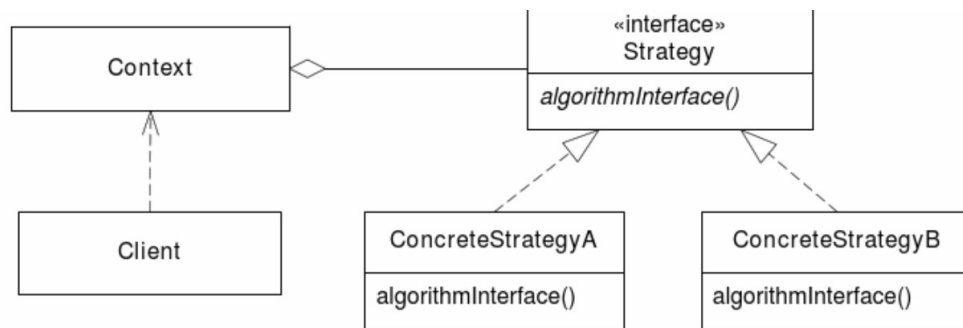 «interface»
Strategy
Context
algorithmInterface()
Client
ConcreteStrategyA
ConcreteStrategyB
algorithmInterface()
algorithmInterface()